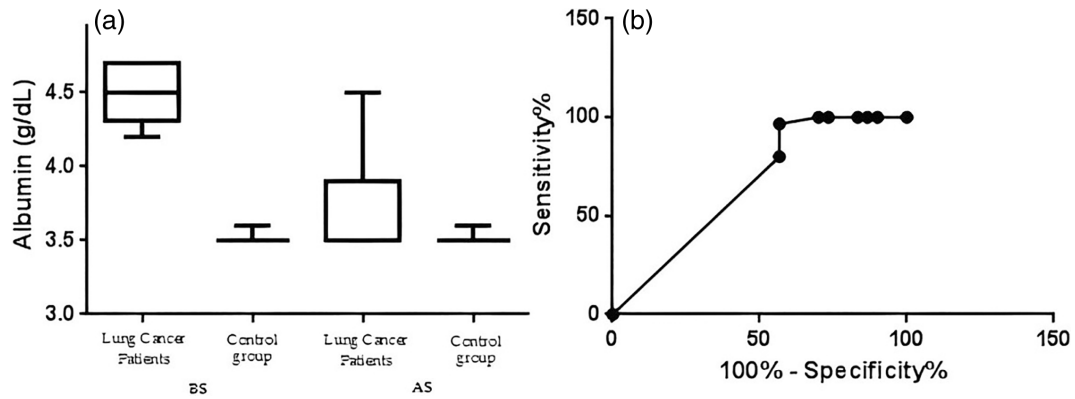 (a)
Albumin (g/dL)
4.5
4.0
3.5
3.0
Lung Cancer
Patients
Control
group
Lung Cancer
Patients
Control
group
BS
AS
(b)
Sensitivity%
150
100
50
0
0
50
100
150
100% - Specificity%